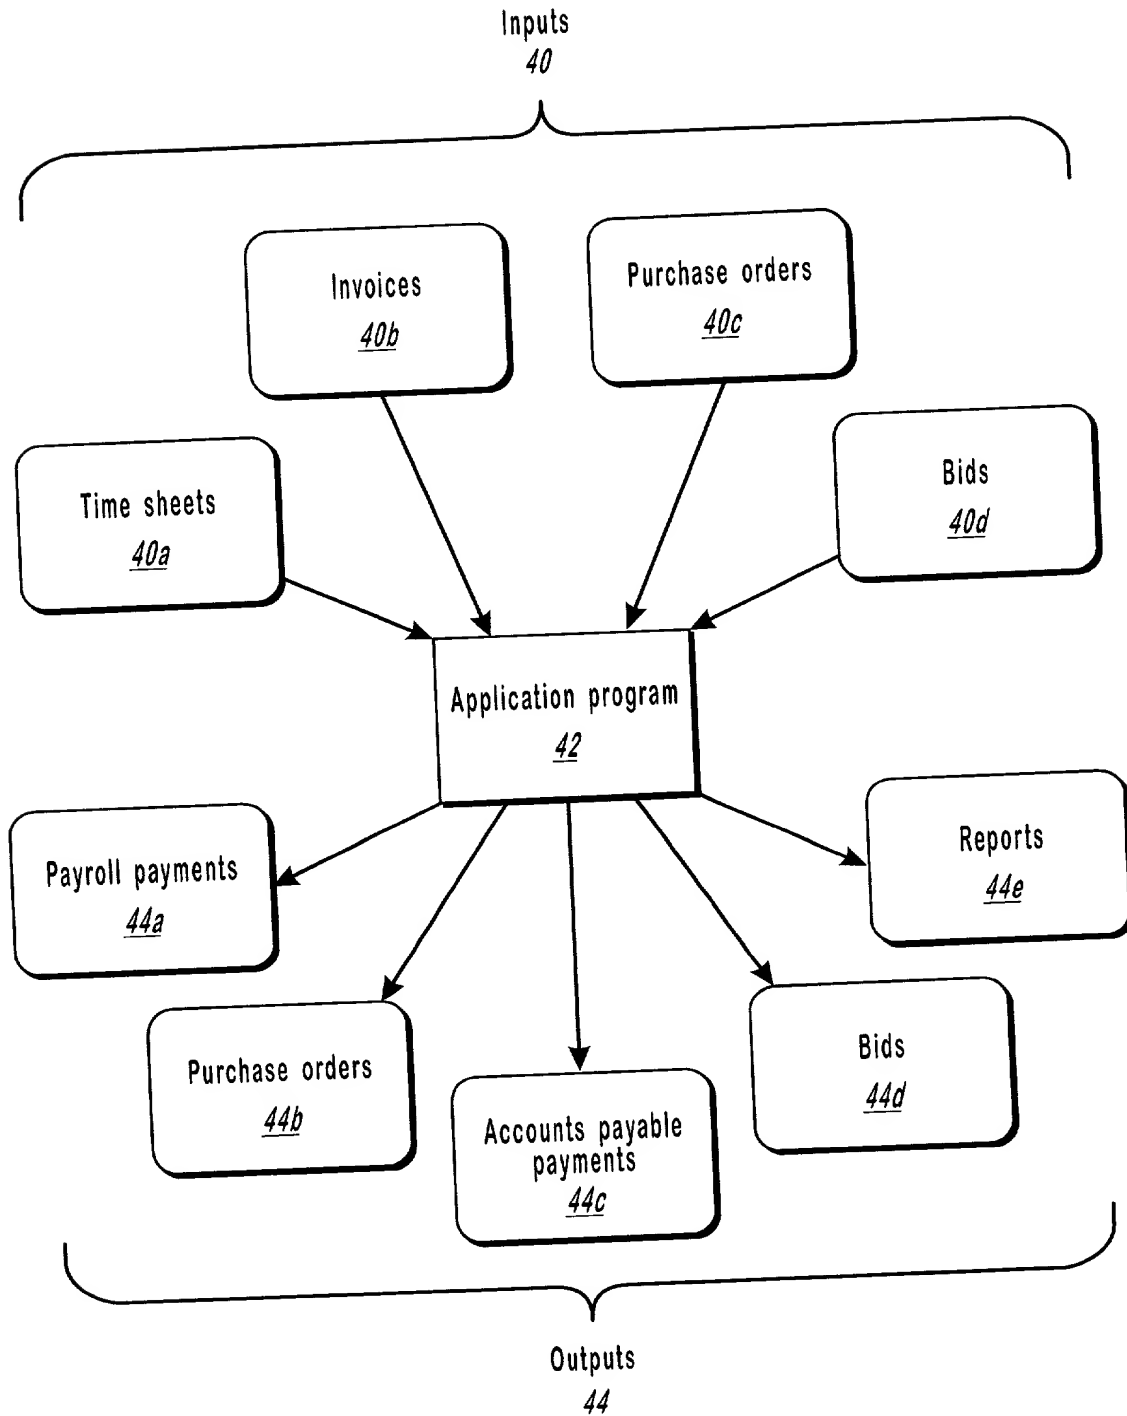 Inputs
40
Invoices
40b
Purchase orders
40c
Time sheets
40a
Bids
40d
Application program
42
Payroll payments
44a
Reports
44e
Purchase orders
44b
Accounts payable
payments
44c
Bids
44d
Outputs
44